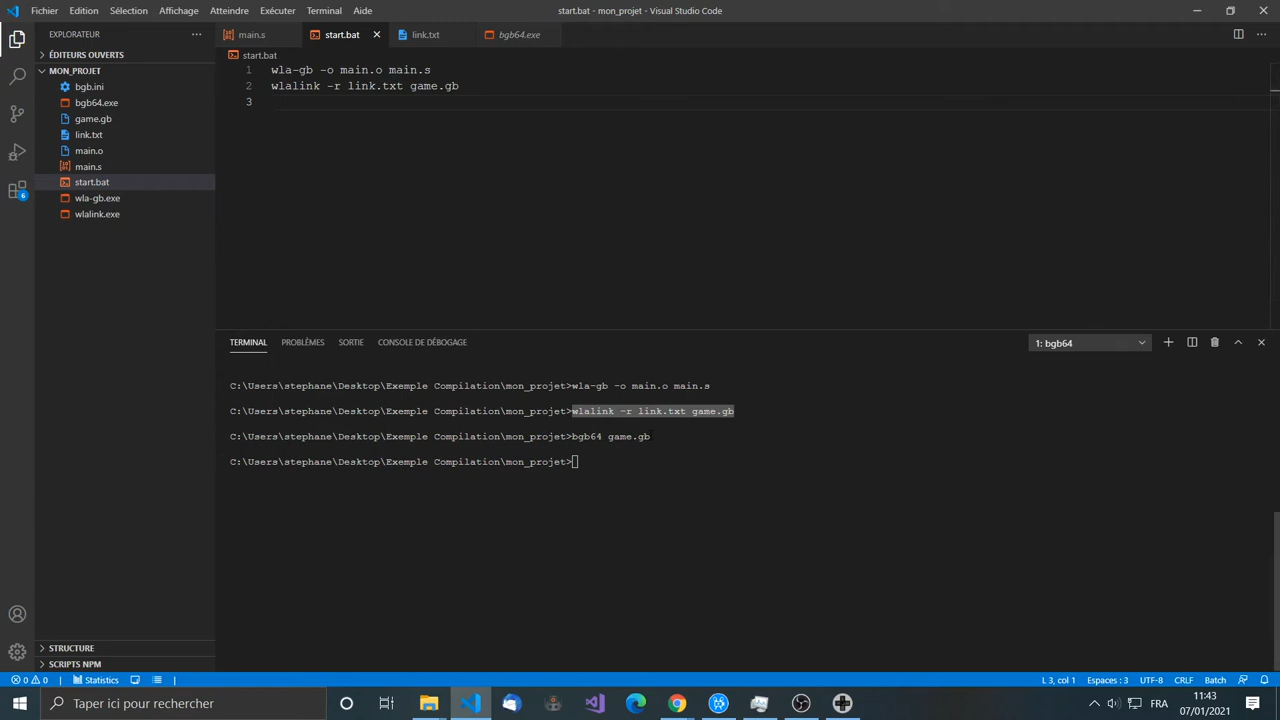 Fichier Edition Sélection Affichage Atteindre Exécuter Terminal Aide
start.bat - mon_projet - Visual Studio Code
EXPLORATEUR
main.s
start.bat
link.txt
bgb64.exe
ÉDITEURS OUVERTS
start.bat
MON_PROJET
bgb.ini
bgb64.exe
game.gb
link.txt
main.o
main.s
start.bat
wla-gb.exe
wlalink.exe
1 wla-gb -o main.o main.s
2 wlalink -r link.txt game.gb
3
TERMINAL PROBLÈMES SORTIE CONSOLE DE DÉBOGAGE
1: bgb64
C:\Users\stephane\Desktop\Exemple Compilation\mon_projet>wla-gb -o main.o main.s
C:\Users\stephane\Desktop\Exemple Compilation\mon_projet>wlalink -r link.txt game.gb
C:\Users\stephane\Desktop\Exemple Compilation\mon_projet>bgb64 game.gb
C:\Users\stephane\Desktop\Exemple Compilation\mon_projet>
6
STRUCTURE
SCRIPTS NPM
0 0 Statistics
L 3, col 1 Espaces : 3 UTF-8 CRLF Batch
Taper ici pour rechercher
FRA
11:43
07/01/2021